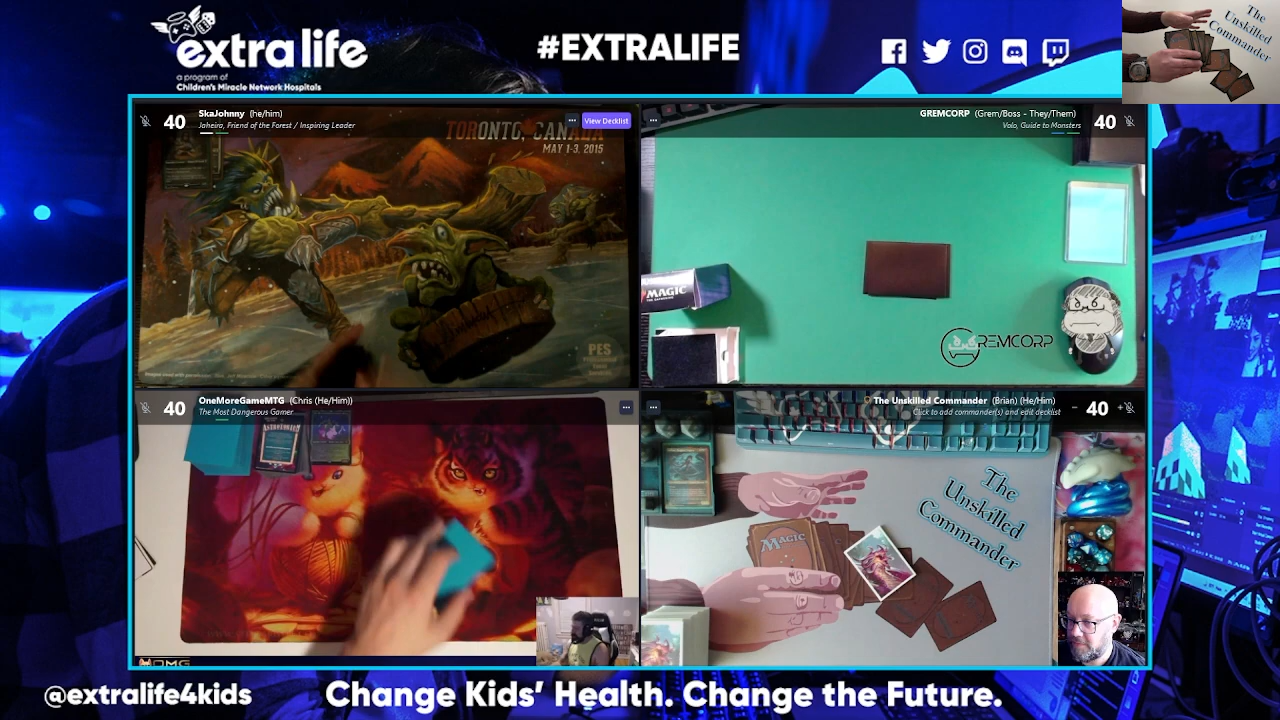 extralife
a program of
Children's Miracle Network Hospitals
#EXTRALIFE
The
Unskilled
Commander
40
SkaJohnny (he/him)
Jaheira, Friend of the Forest / Inspiring Leader
View Decklist
TORONTO, CANADA
MAY 1-3, 2015
PES
GREMCORP (Grem/Boss - They/Them)
Volo, Guide to Monsters
40
MAGIC
GREMCORP
40
OneMoreGameMTG (Chris (He/Him))
The Most Dangerous Gamer
OMG
The Unskilled Commander (Brian) (He/Him)
Click to add commander(s) and edit decklist
- 40 +
MAGIC
The
Unskilled
Commander
@extralife4kids
Change Kids' Health. Change the Future.